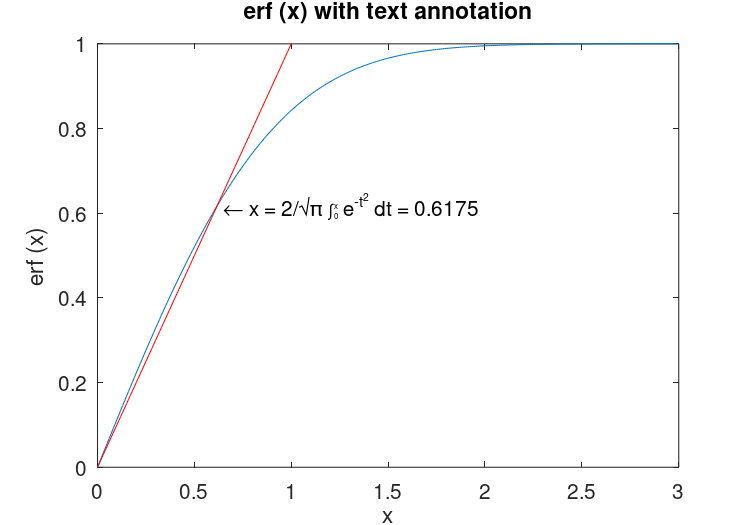 erf (x) with text annotation
1
0.8
0.6
0.4
0.2
0
erf (x)
← x = 2/√π ∫₀ˣ e^-t² dt = 0.6175
0 0.5 1 1.5 2 2.5 3
x